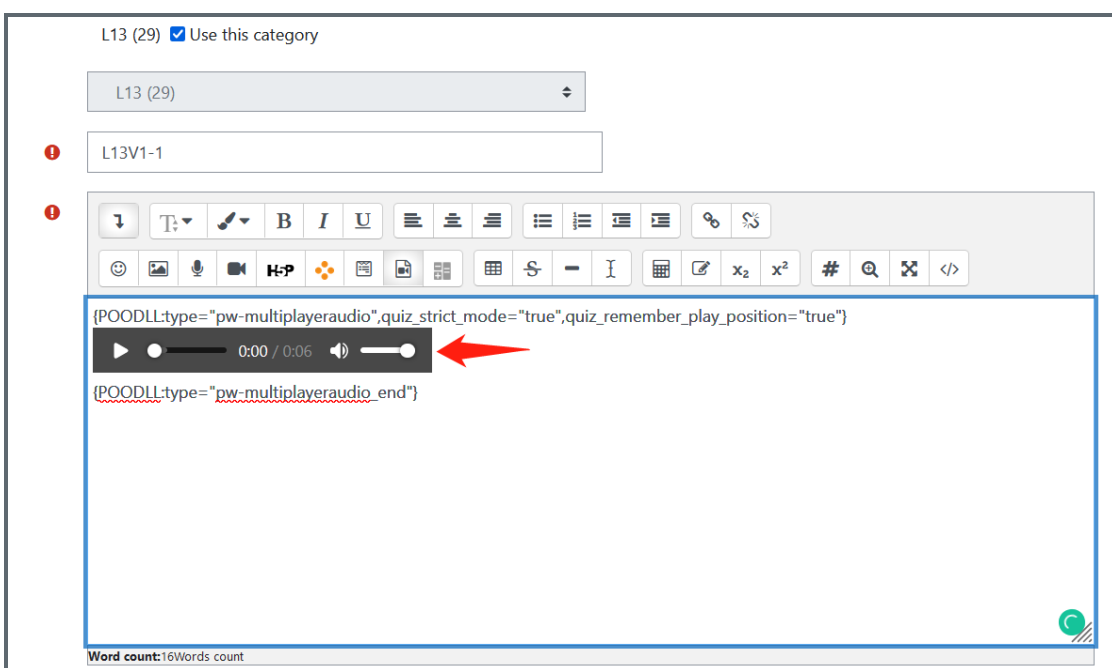 L13 (29) Use this category
L13 (29)
L13V1-1
B I U
H5P
S x₂ x² # </>
{POODLL:type="pw-multiplayeraudio",quiz_strict_mode="true",quiz_remember_play_position="true"}
0:00 / 0:06
{POODLL:type="pw-multiplayeraudio_end"}
Word count:16Words count